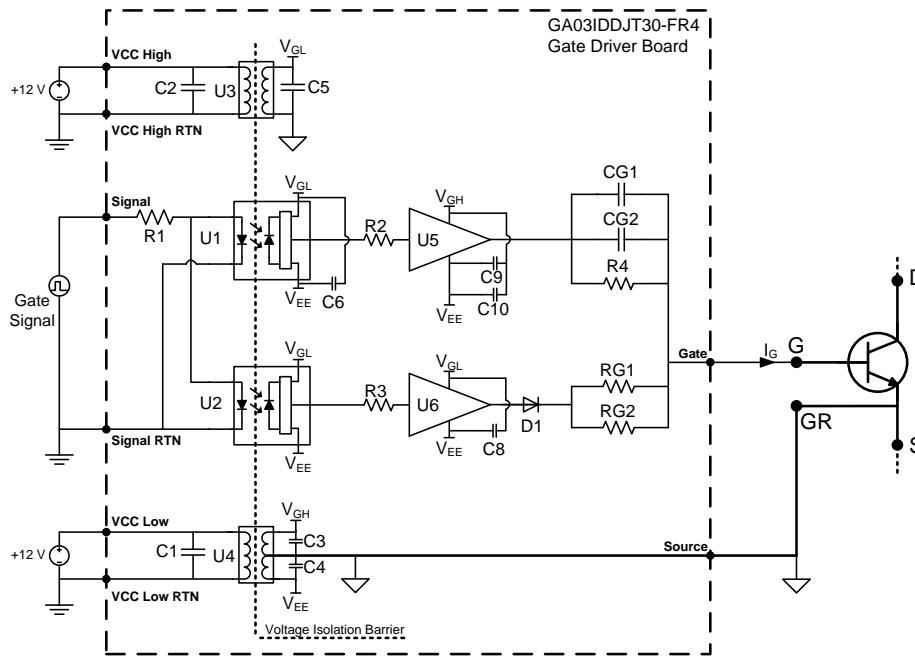 GA03IDDJT30-FR4
Gate Driver Board
VCC High
VGL
+12 V
C2
U3
C5
VCC High RTN
Signal
R1
U1
VGL
VEE
C6
R2
VGH
U5
C9
C10
VEE
CG1
CG2
R4
D
Gate
Signal
Gate
IG
G
GR
S
U2
VGL
VEE
R3
VGL
U6
VEE
C8
D1
RG1
RG2
Signal RTN
VCC Low
VGH
+12 V
C1
U4
C3
C4
VEE
Source
VCC Low RTN
Voltage Isolation Barrier